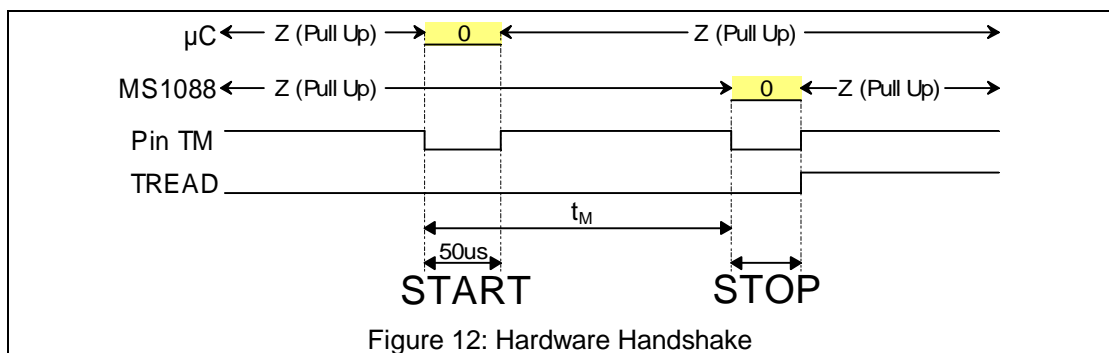 µC Z (Pull Up) 0 Z (Pull Up)
MS1088 Z (Pull Up) 0 Z (Pull Up)
Pin TM
TREAD
tM
50us
START STOP
Figure 12: Hardware Handshake